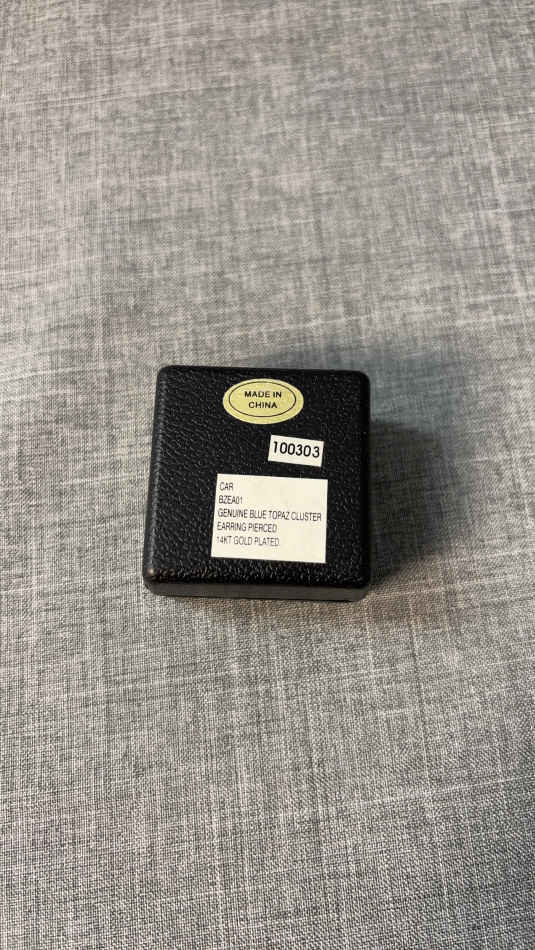 MADE IN
CHINA
100303
CAR
BZEA01
GENUINE BLUE TOPAZ CLUSTER
EARRING PIERCED
14KT GOLD PLATED